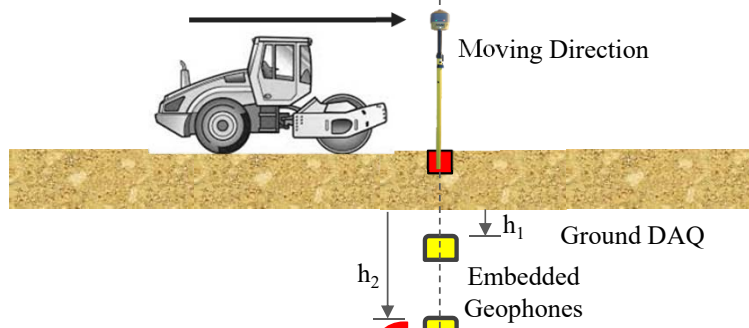 Moving Direction
h1
Ground DAQ
h2
Embedded
Geophones